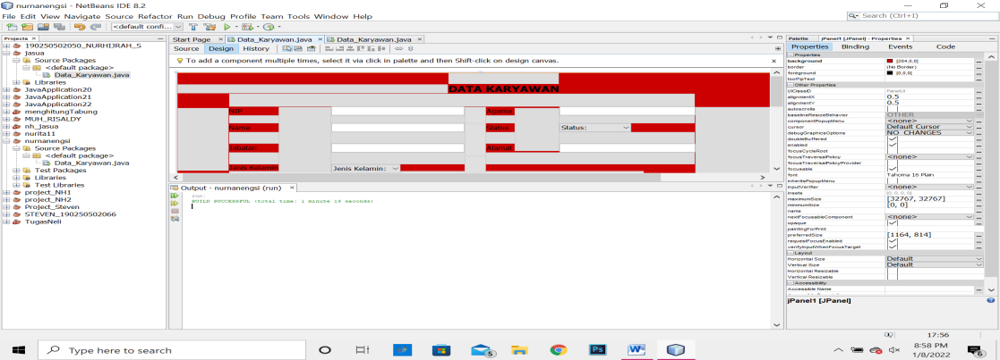 nurnanengsi - NetBeans IDE 8.2
File Edit View Navigate Source Refactor Run Debug Profile Team Tools Window Help
Search (Ctrl+I)
<default confi...
Projects
190250502050_NURHIJRAH_S
jasua
Source Packages
<default package>
Data_Karyawan.java
Libraries
JavaApplication20
JavaApplication21
JavaApplication22
menghitungTabung
MUH_RISALDY
nh_jasua
nurita11
nurnanengsi
Source Packages
<default package>
Data_Karyawan.java
Test Packages
Libraries
Test Libraries
project_NH1
project_NH2
Project_Steven
STEVEN_190250502066
TugasNeli
Start Page Data_Karyawan.java Data_Karyawan.java
Source Design History
To add a component multiple times, select it via click in palette and then Shift-click on design canvas.
DATA KARYAWAN
NIP Agama
Nama Status Status:
Jabatan Alamat
Jenis Kelamin Jenis Kelamin:
Output - nurnanengsi (run)
run:
BUILD SUCCESSFUL (total time: 1 minute 19 seconds)
Palette jPanel1 [JPanel] - Properties
Properties Binding Events Code
Properties
background [204,0,0]
border (No Border)
foreground [0,0,0]
toolTipText
Other Properties
UIClassID PanelUI
alignmentX 0.5
alignmentY 0.5
autoscrolls
baselineResizeBehavior OTHER
componentPopupMenu <none>
cursor Default Cursor
debugGraphicsOptions NO_CHANGES
doubleBuffered
enabled
focusCycleRoot
focusTraversalPolicy <none>
focusTraversalPolicyProvider
focusable
font Tahoma 16 Plain
inheritsPopupMenu
inputVerifier <none>
insets [0, 0, 0, 0]
maximumSize [32767, 32767]
minimumSize [0, 0]
name
nextFocusableComponent <none>
opaque
paintingForPrint
preferredSize [1164, 814]
requestFocusEnabled
verifyInputWhenFocusTarget
Layout
Horizontal Size Default
Vertical Size Default
Horizontal Resizable
Vertical Resizable
Accessibility
Accessible Name
jPanel1 [JPanel]
17:56
Type here to search
5
Ps
W
8:58 PM
1/8/2022
6